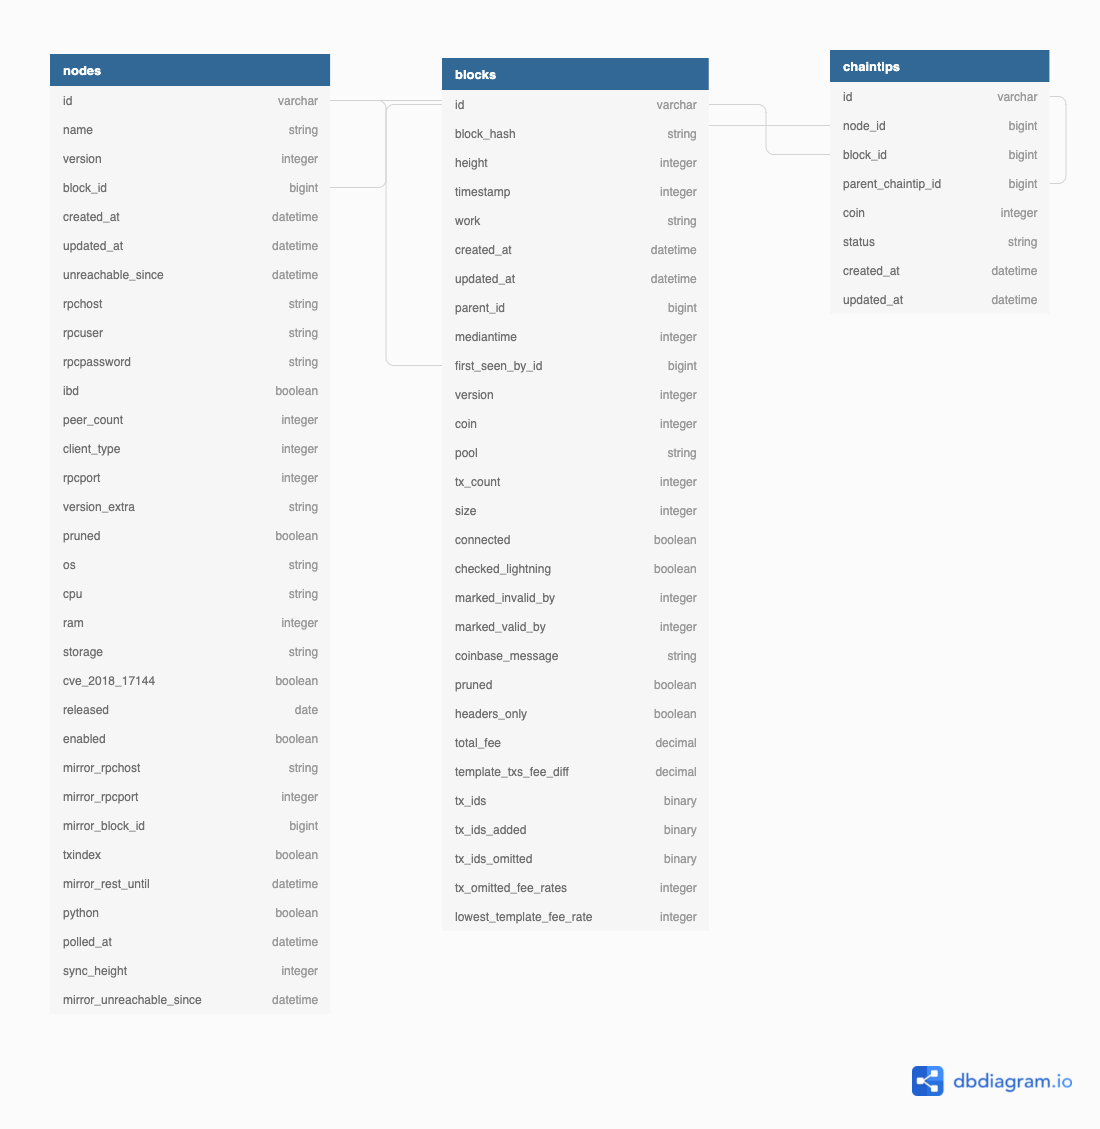 nodes
id varchar
name string
version integer
block_id bigint
created_at datetime
updated_at datetime
unreachable_since datetime
rpchost string
rpcuser string
rpcpassword string
ibd boolean
peer_count integer
client_type integer
rpcport integer
version_extra string
pruned boolean
os string
cpu string
ram integer
storage string
cve_2018_17144 boolean
released date
enabled boolean
mirror_rpchost string
mirror_rpcport integer
mirror_block_id bigint
txindex boolean
mirror_rest_until datetime
python boolean
polled_at datetime
sync_height integer
mirror_unreachable_since datetime
blocks
id varchar
block_hash string
height integer
timestamp integer
work string
created_at datetime
updated_at datetime
parent_id bigint
mediantime integer
first_seen_by_id bigint
version integer
coin integer
pool string
tx_count integer
size integer
connected boolean
checked_lightning boolean
marked_invalid_by integer
marked_valid_by integer
coinbase_message string
pruned boolean
headers_only boolean
total_fee decimal
template_txs_fee_diff decimal
tx_ids binary
tx_ids_added binary
tx_ids_omitted binary
tx_omitted_fee_rates integer
lowest_template_fee_rate integer
chaintips
id varchar
node_id bigint
block_id bigint
parent_chaintip_id bigint
coin integer
status string
created_at datetime
updated_at datetime
dbdiagram.io